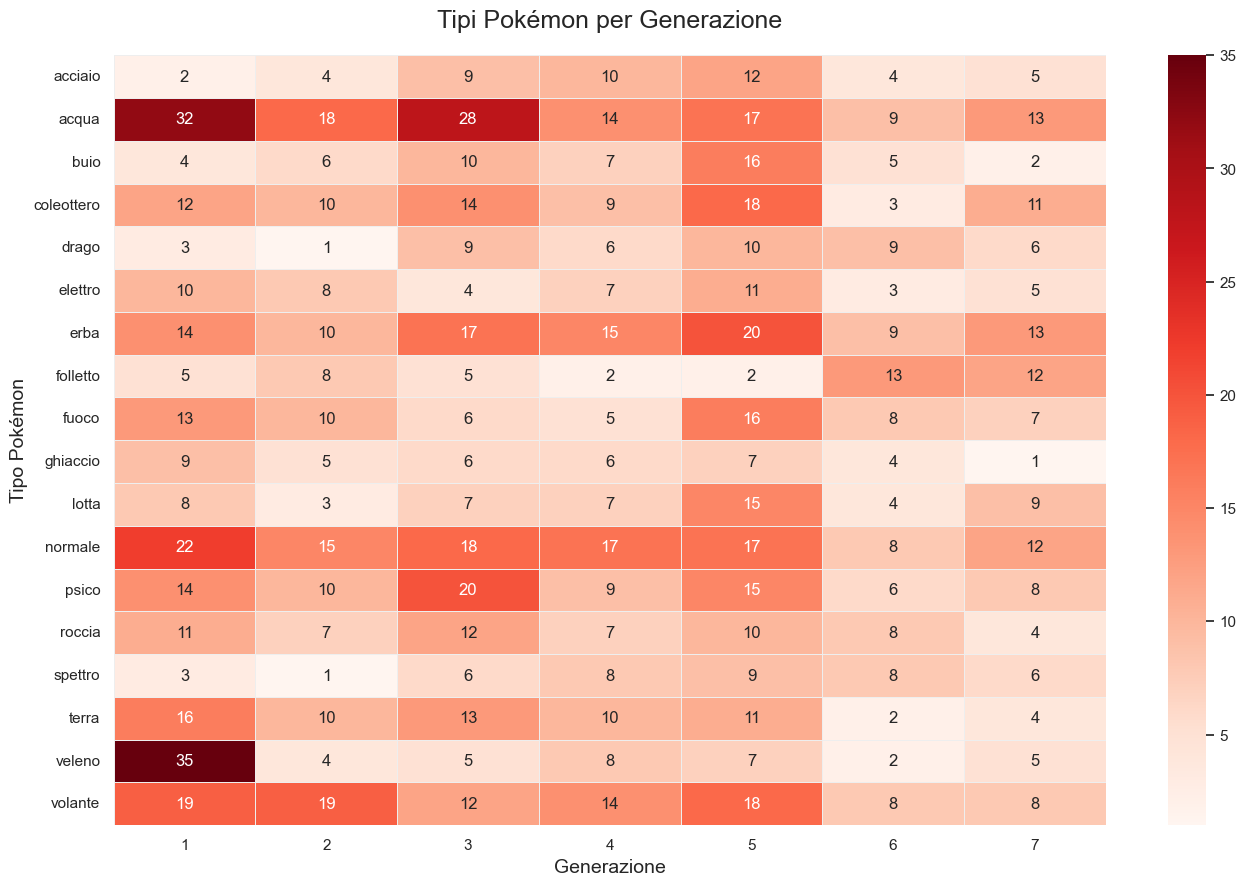 Tipi Pokémon per Generazione
acciaio 2 4 9 10 12 4 5
acqua 32 18 28 14 17 9 13
buio 4 6 10 7 16 5 2
coleottero 12 10 14 9 18 3 11
drago 3 1 9 6 10 9 6
elettro 10 8 4 7 11 3 5
erba 14 10 17 15 20 9 13
folletto 5 8 5 2 2 13 12
fuoco 13 10 6 5 16 8 7
ghiaccio 9 5 6 6 7 4 1
lotta 8 3 7 7 15 4 9
normale 22 15 18 17 17 8 12
psico 14 10 20 9 15 6 8
roccia 11 7 12 7 10 8 4
spettro 3 1 6 8 9 8 6
terra 16 10 13 10 11 2 4
veleno 35 4 5 8 7 2 5
volante 19 19 12 14 18 8 8
1 2 3 4 5 6 7
Generazione
Tipo Pokémon
35
30
25
20
15
10
5